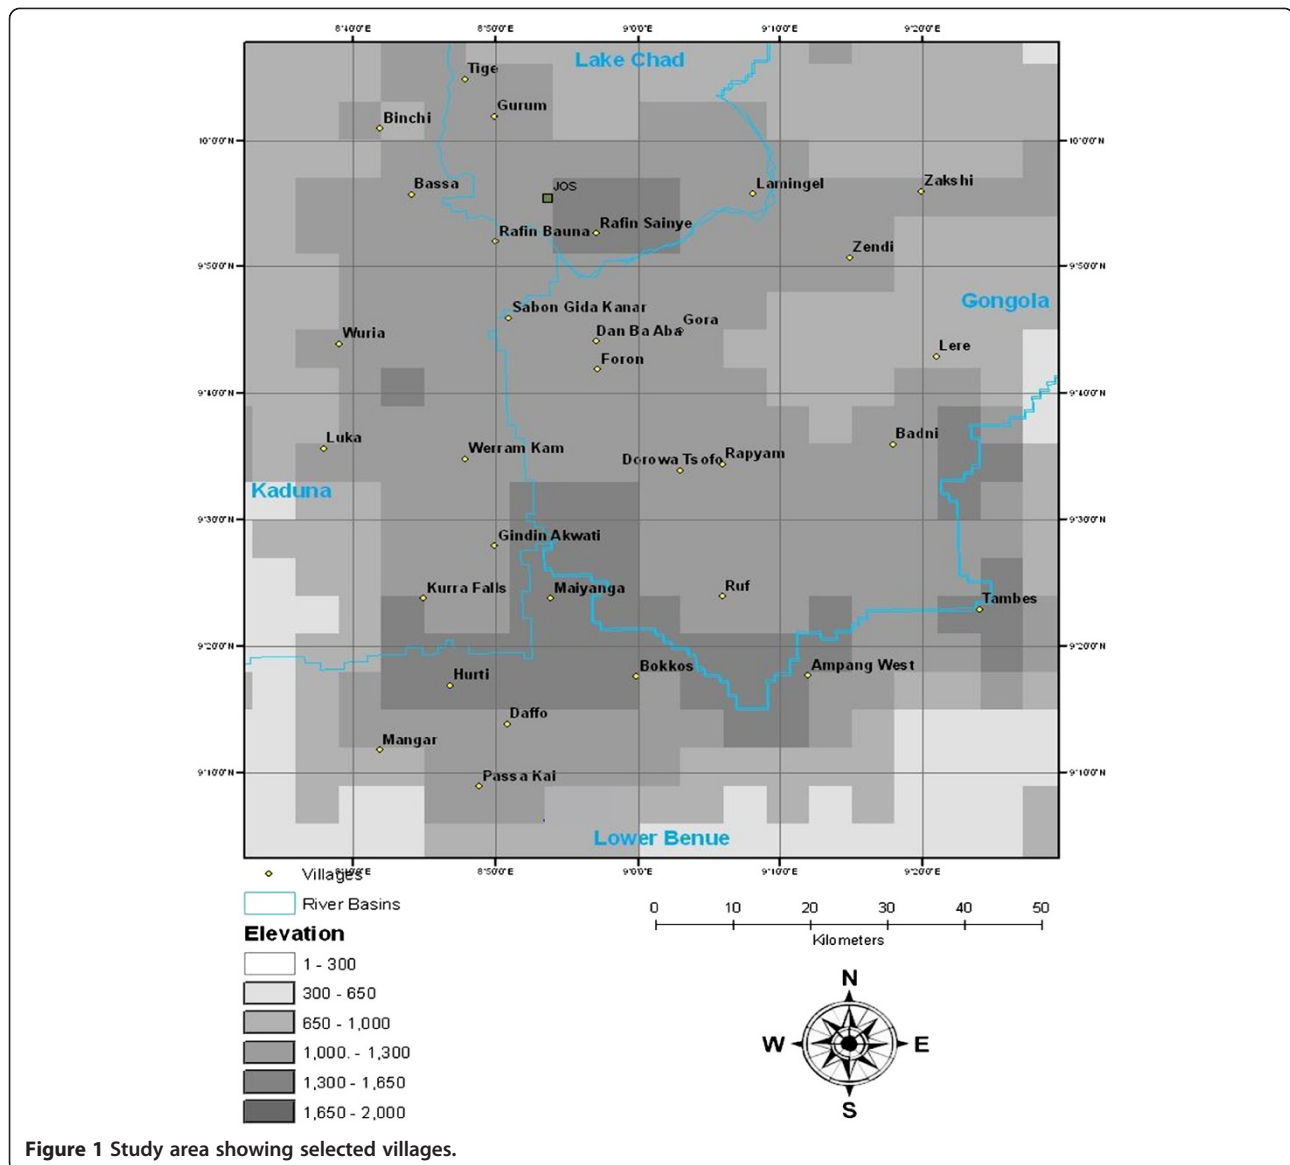 8°40'0"E 8°50'0"E 9°0'0"E 9°10'0"E 9°20'0"E
Lake Chad
Tige
Gurum
Binchi
10°0'0"N 10°0'0"N
Bassa
JOS
Lamingel
Zakshi
Rafin Sainye
Rafin Bauna
Zendi
9°50'0"N 9°50'0"N
Gongola
Sabon Gida Kanar
Gora
Dan Ba Aba
Wuria
Lere
Foron
9°40'0"N 9°40'0"N
Badni
Luka
Werram Kam
Rapyam
Dorowa Tsofo
Kaduna
9°30'0"N 9°30'0"N
Gindin Akwati
Kurra Falls
Maiyanga
Ruf
Tambes
9°20'0"N 9°20'0"N
Bokkos
Ampang West
Hurti
Daffo
Mangar
9°10'0"N 9°10'0"N
Passa Kai
Lower Benue
8°40'0"E 8°50'0"E 9°0'0"E 9°10'0"E 9°20'0"E
Villages
River Basins
0 10 20 30 40 50
Kilometers
Elevation
1 - 300
300 - 650
650 - 1,000
1,000. - 1,300
1,300 - 1,650
1,650 - 2,000
N
W E
S
Figure 1 Study area showing selected villages.